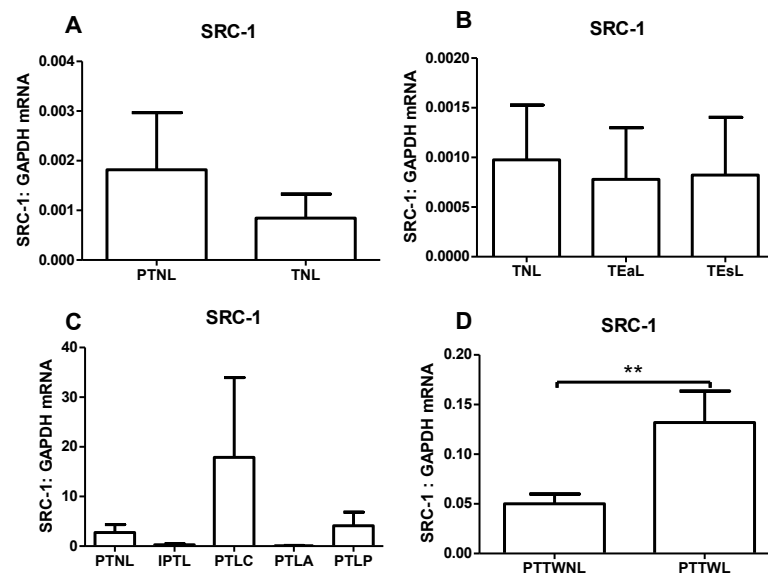 A
SRC-1
SRC-1: GAPDH mRNA
0.004
0.003
0.002
0.001
0.000
PTNL TNL
B
SRC-1
SRC-1: GAPDH mRNA
0.0020
0.0015
0.0010
0.0005
0.0000
TNL TEaL TEsL
C
SRC-1
SRC-1: GAPDH mRNA
40
30
20
10
0
PTNL IPTL PTLC PTLA PTLP
D
SRC-1
SRC-1 : GAPDH mRNA
0.20
0.15
0.10
0.05
0.00
**
PTTWNL PTTWL